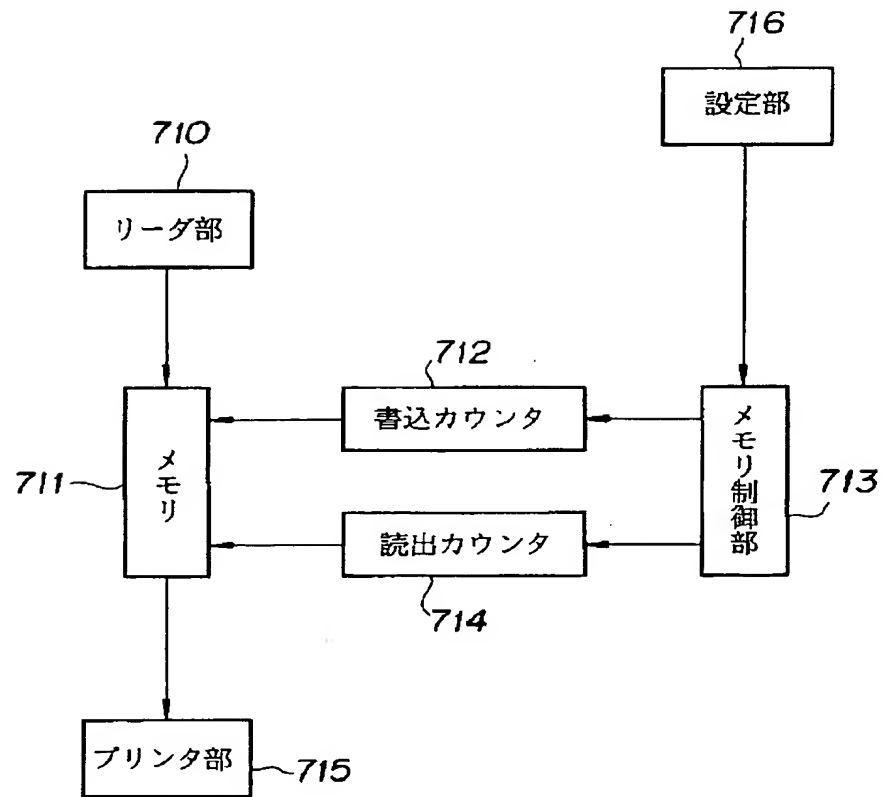 716
設定部
710
リーダ部
712
書込カウンタ
711
メモリ
メモリ制御部
713
読出カウンタ
714
プリンタ部
715